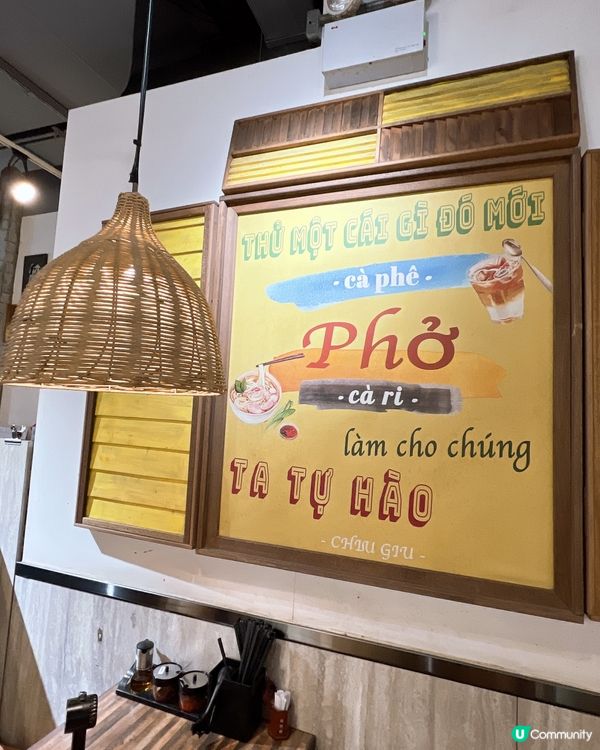 THỬ MỘT CÁI GÌ ĐÓ MỚI
- cà phê -
Phở
- cà ri -
làm cho chúng
TA TỰ HÀO
- CHIU GIU -
U Community